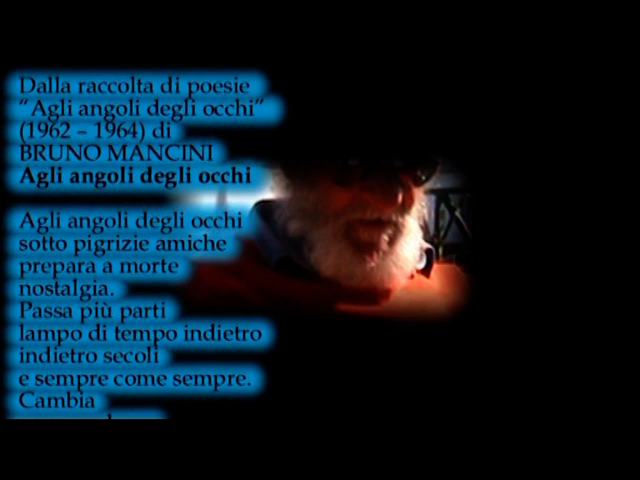 Dalla raccolta di poesie
“Agli angoli degli occhi”
(1962 – 1964) di
BRUNO MANCINI
Agli angoli degli occhi
Agli angoli degli occhi
sotto pigrizie amiche
prepara a morte
nostalgia.
Passa più parti
lampo di tempo indietro
indietro secoli
e sempre come sempre.
Cambia